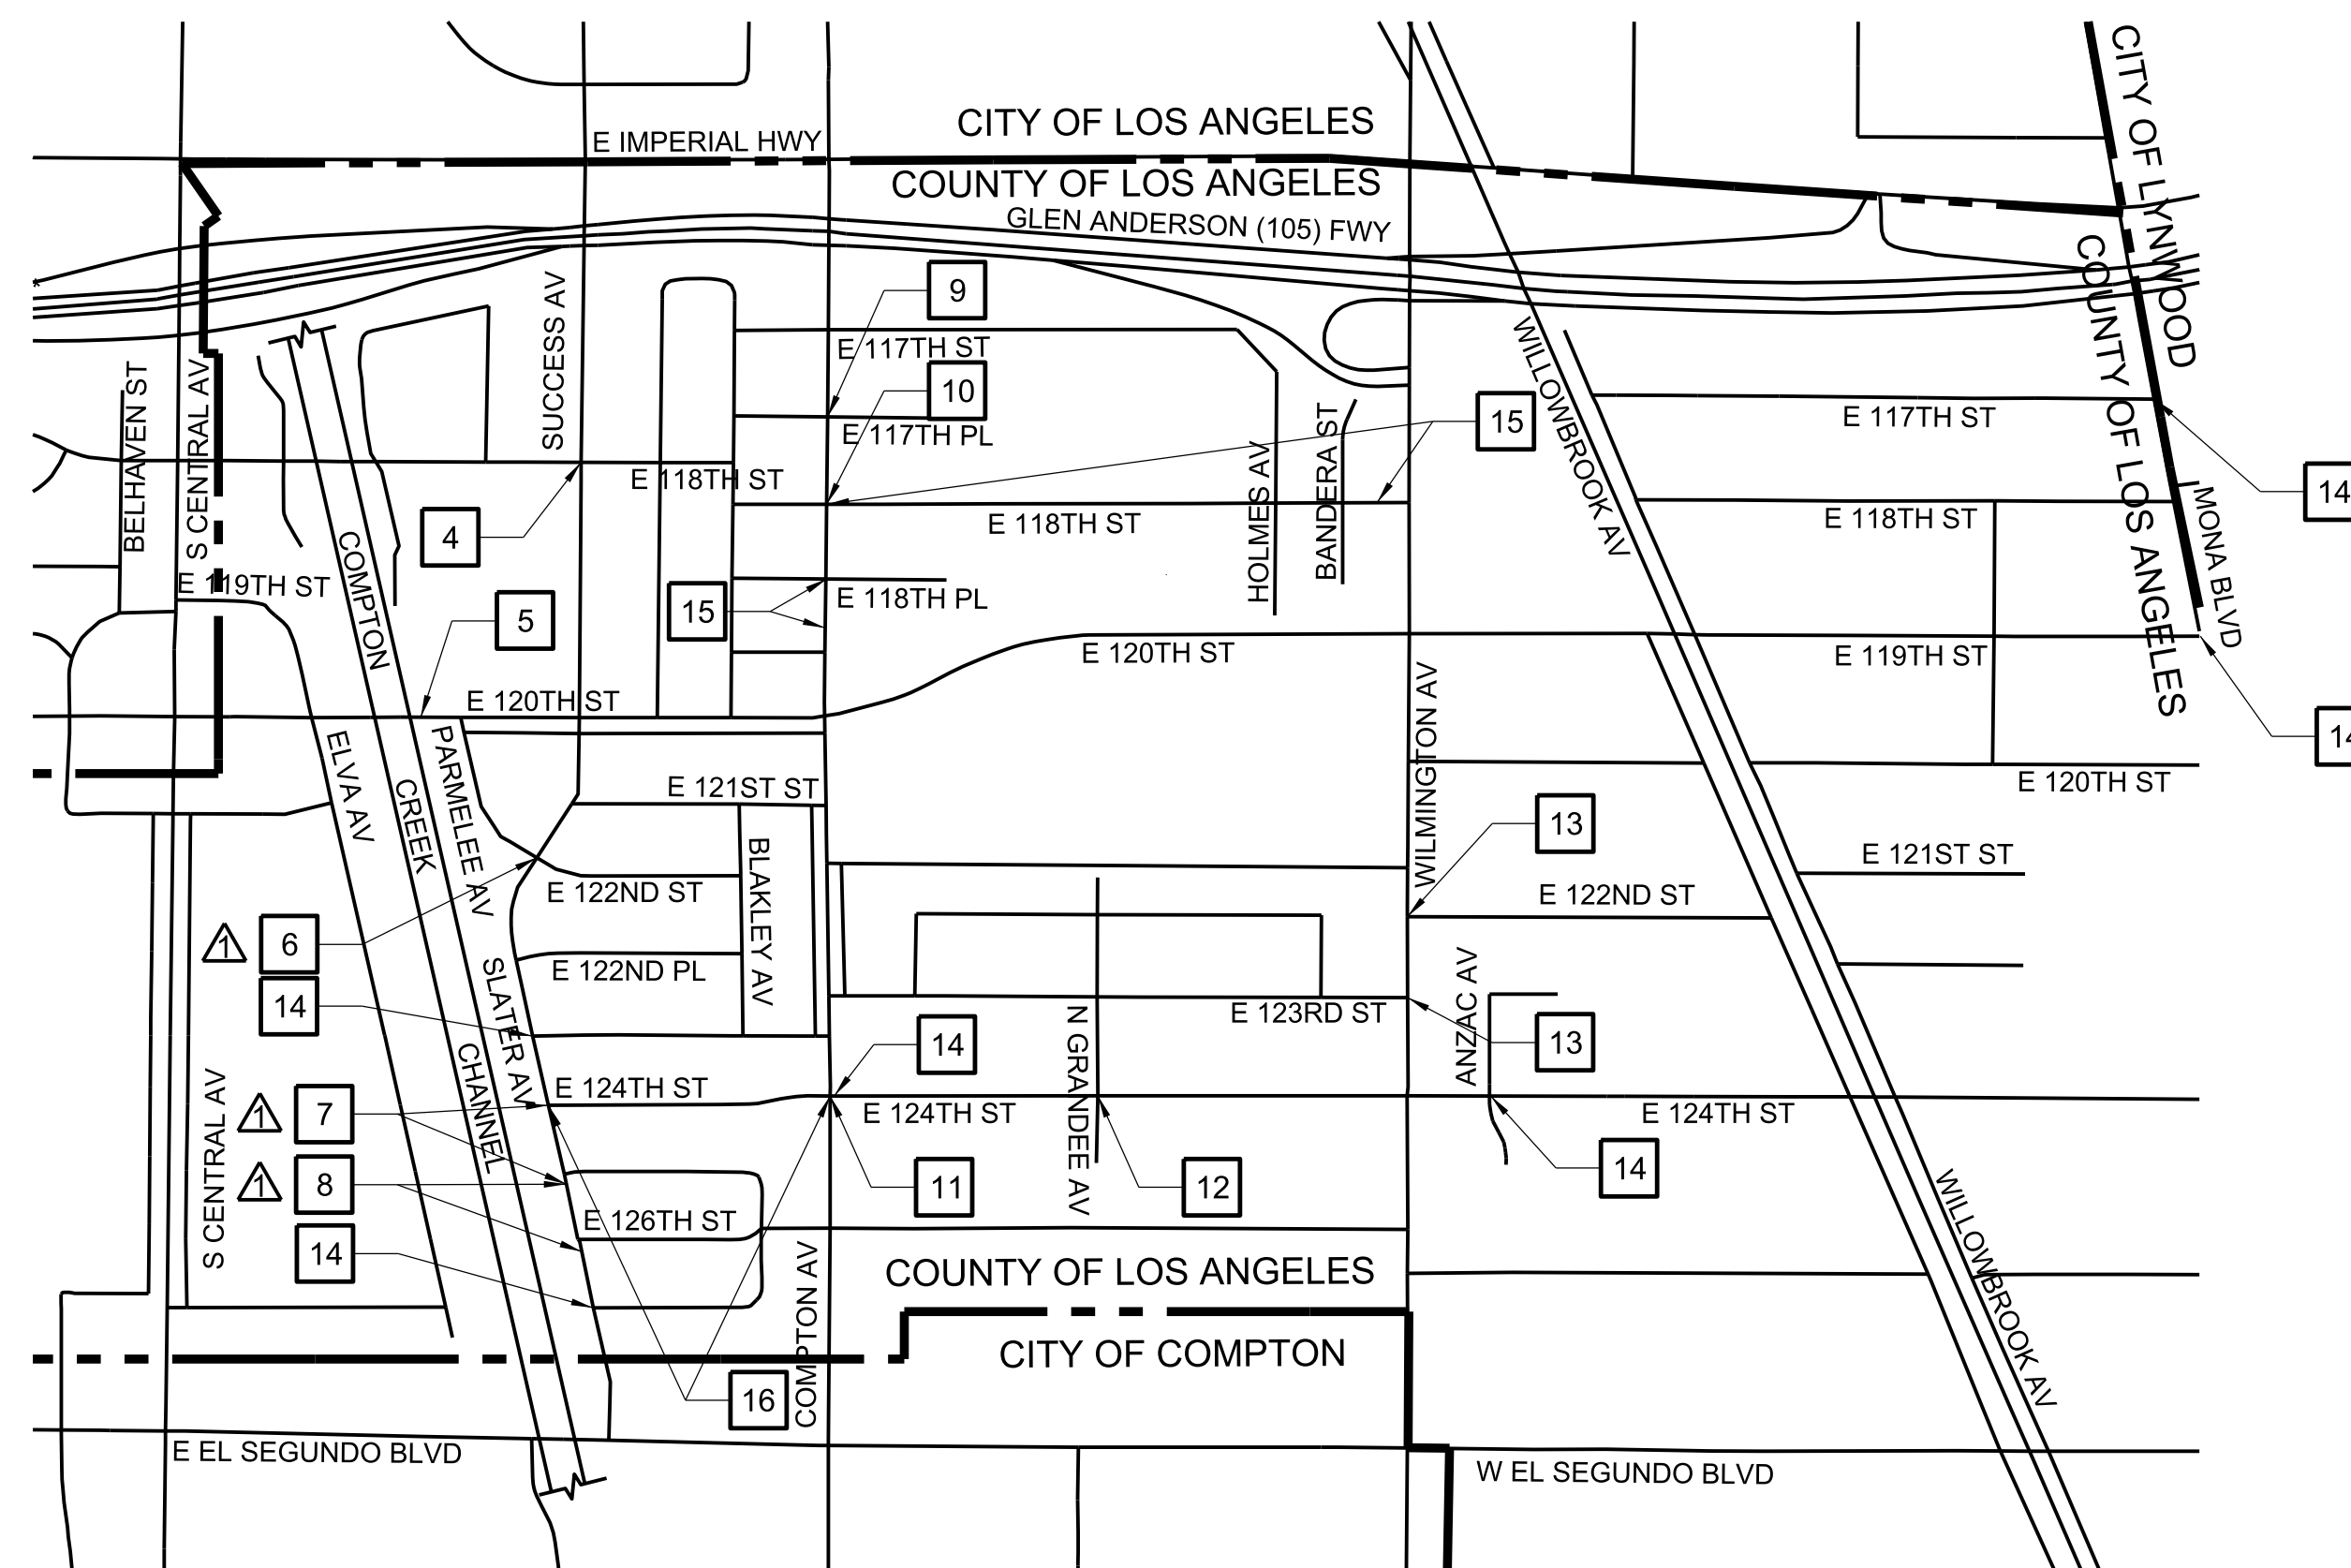 CITY OF LYNWOOD
CITY OF LOS ANGELES
E IMPERIAL HWY
COUNTY OF LOS ANGELES
GLEN ANDERSON (105) FWY
COUNTY OF LOS ANGELES
9
SUCCESS AV
E 117TH ST
WILLOWBROOK AV
BELHAVEN ST
S CENTRAL AV
10
15
E 117TH ST
E 117TH PL
BANDERA ST
HOLMES AV
E 118TH ST
14
MONA BLVD
4
E 118TH ST
E 118TH ST
COMPTON
E 119TH ST
5
15
E 118TH PL
E 120TH ST
E 119TH ST
WILMINGTON AV
E 120TH ST
14
ELVA AV
PARMELEE AV
E 121ST ST
E 120TH ST
CREEK
13
BLAKLEY AV
E 121ST ST
E 122ND ST
E 122ND ST
1
6
E 122ND PL
SLATER AV
ANZAC AV
14
N GRANDEE AV
E 123RD ST
14
13
CHANNEL
S CENTRAL AV
E 124TH ST
1
7
E 124TH ST
E 124TH ST
14
1
8
11
12
WILLOWBROOK AV
E 126TH ST
14
COMPTON AV
COUNTY OF LOS ANGELES
CITY OF COMPTON
16
E EL SEGUNDO BLVD
W EL SEGUNDO BLVD